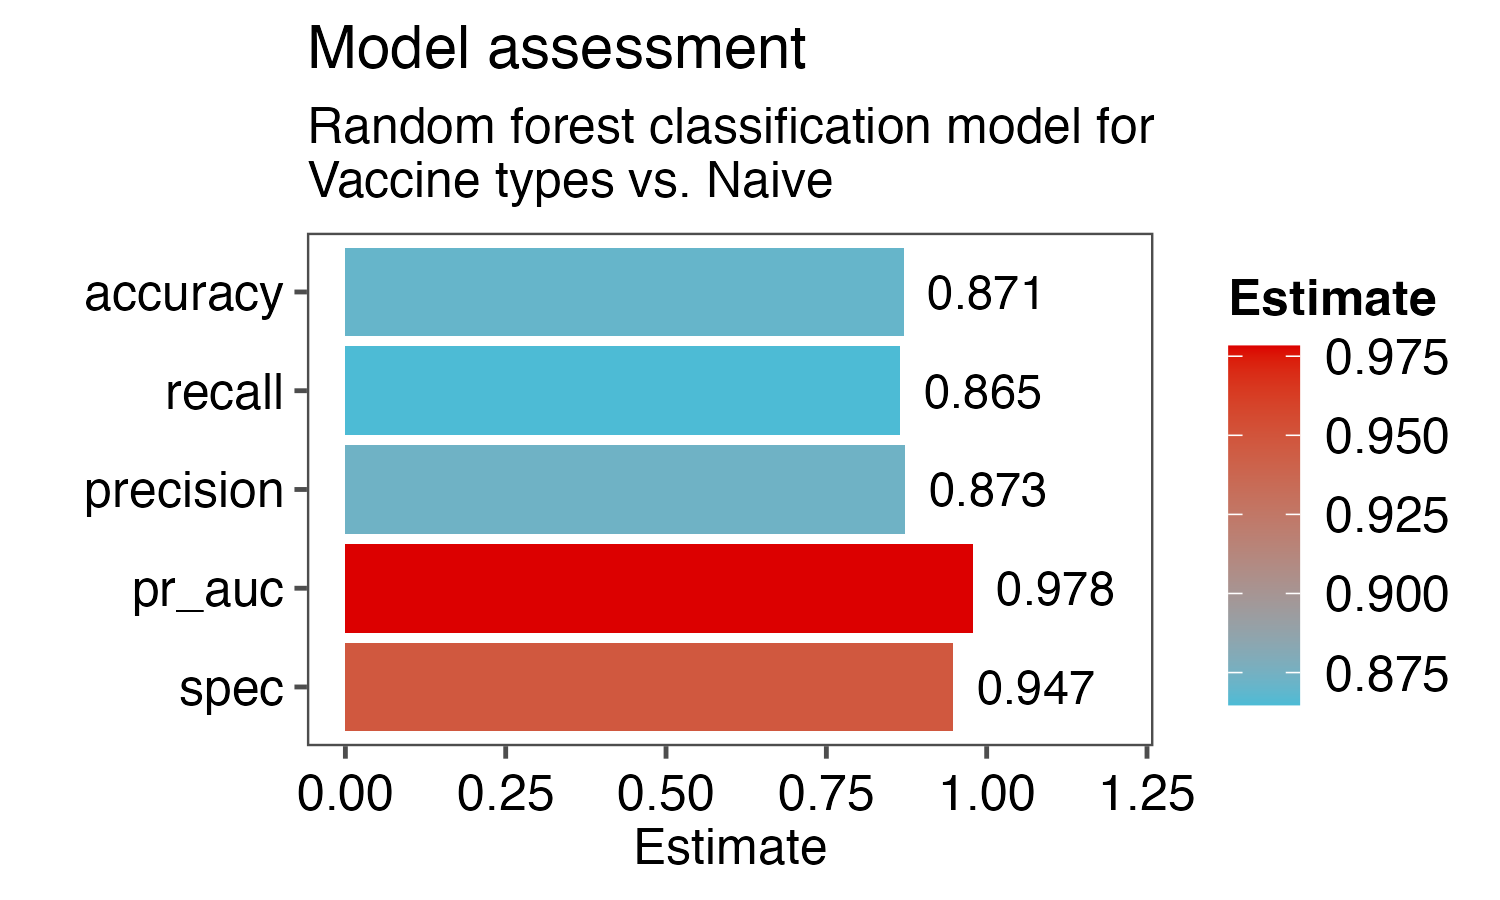 Model assessment
Random forest classification model for
Vaccine types vs. Naive
accuracy
0.871
recall
0.865
precision
0.873
pr_auc
0.978
spec
0.947
0.00 0.25 0.50 0.75 1.00 1.25
Estimate
Estimate
0.975
0.950
0.925
0.900
0.875